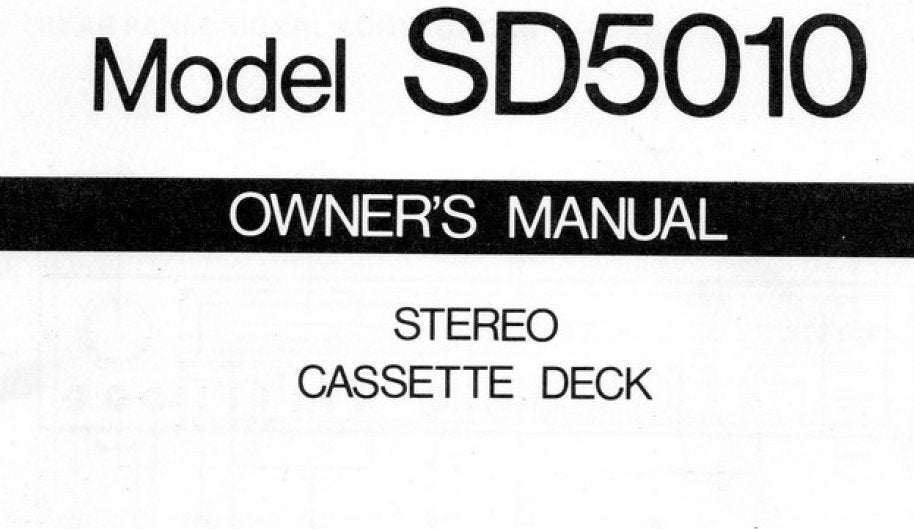 Model SD5010
OWNER'S MANUAL
STEREO
CASSETTE DECK